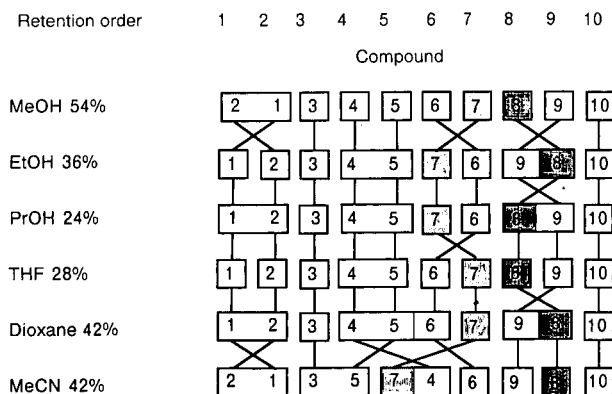 Retention order 1 2 3 4 5 6 7 8 9 10
Compound
MeOH 54% 2 1 3 4 5 6 7 8 9 10
EtOH 36% 1 2 3 4 5 7 6 9 8 10
PrOH 24% 1 2 3 4 5 7 6 8 9 10
THF 28% 1 2 3 4 5 6 7 8 9 10
Dioxane 42% 1 2 3 4 5 6 7 9 8 10
MeCN 42% 2 1 3 5 7 4 6 9 8 10